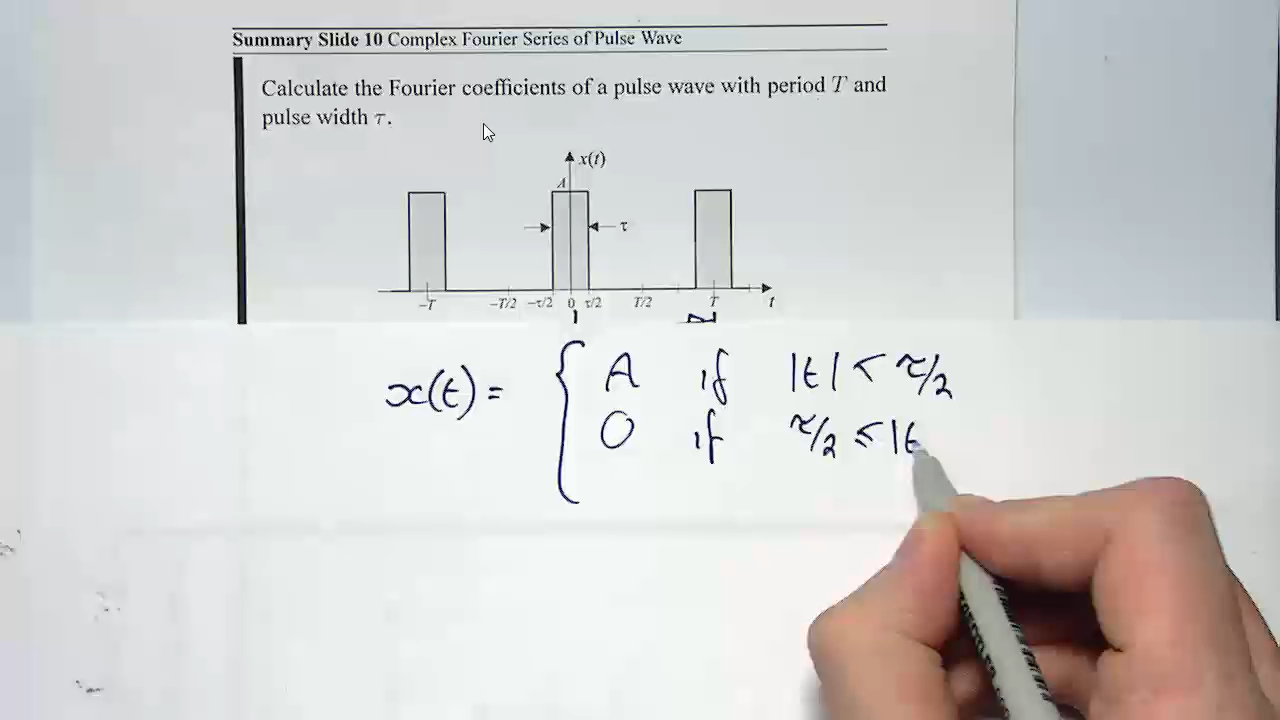 Summary Slide 10 Complex Fourier Series of Pulse Wave
Calculate the Fourier coefficients of a pulse wave with period T and
pulse width τ.
x(t)
A
τ
−T −T/2 −τ/2 0 τ/2 T/2 T t
x(t) = { A if |t| < τ/2
0 if τ/2 ≤ |t